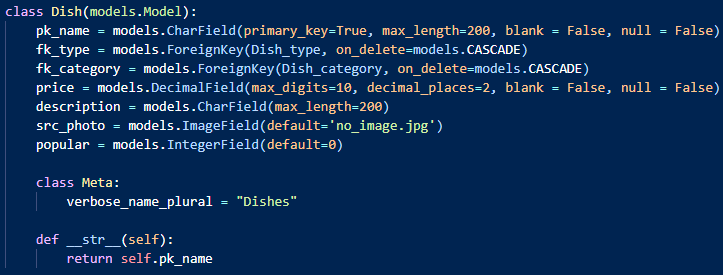 class Dish(models.Model):
    pk_name = models.CharField(primary_key=True, max_length=200, blank = False, null = False)
    fk_type = models.ForeignKey(Dish_type, on_delete=models.CASCADE)
    fk_category = models.ForeignKey(Dish_category, on_delete=models.CASCADE)
    price = models.DecimalField(max_digits=10, decimal_places=2, blank = False, null = False)
    description = models.CharField(max_length=200)
    src_photo = models.ImageField(default='no_image.jpg')
    popular = models.IntegerField(default=0)

    class Meta:
        verbose_name_plural = "Dishes"

    def __str__(self):
        return self.pk_name